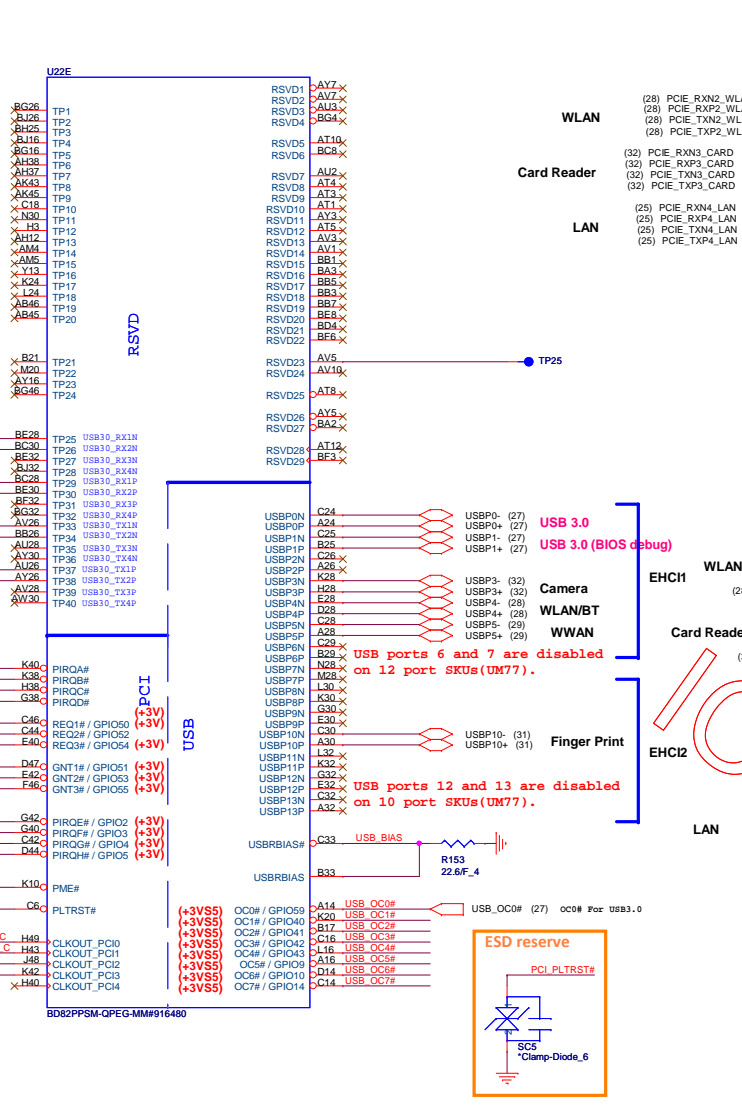 U22E
BG26 TP1
BJ26 TP2
BH25 TP3
BJ16 TP4
BG16 TP5
AH38 TP6
AH37 TP7
AK43 TP8
AK45 TP9
C18 TP10
N30 TP11
H3 TP12
AH12 TP13
AM4 TP14
AM5 TP15
Y13 TP16
K24 TP17
L24 TP18
AB46 TP19
AB45 TP20
B21 TP21
M20 TP22
AY16 TP23
BG46 TP24
BE28 TP25 USB30_RX1N
BC30 TP26 USB30_RX2N
BE32 TP27 USB30_RX3N
BJ32 TP28 USB30_RX4N
BC28 TP29 USB30_RX1P
BE30 TP30 USB30_RX2P
BF32 TP31 USB30_RX3P
BG32 TP32 USB30_RX4P
AV26 TP33 USB30_TX1N
BB26 TP34 USB30_TX2N
AU28 TP35 USB30_TX3N
AY30 TP36 USB30_TX4N
AU26 TP37 USB30_TX1P
AY26 TP38 USB30_TX2P
AV28 TP39 USB30_TX3P
AW30 TP40 USB30_TX4P
RSVD
RSVD1 AY7
RSVD2 AV7
RSVD3 AU3
RSVD4 BG4
RSVD5 AT10
RSVD6 BC8
RSVD7 AU2
RSVD8 AT4
RSVD9 AT3
RSVD10 AT1
RSVD11 AY3
RSVD12 AT5
RSVD13 AV3
RSVD14 AV1
RSVD15 BB1
RSVD16 BA3
RSVD17 BB5
RSVD18 BB3
RSVD19 BB7
RSVD20 BE8
RSVD21 BD4
RSVD22 BF6
RSVD23 AV5 TP25
RSVD24 AV10
RSVD25 AT8
RSVD26 AY5
RSVD27 BA2
RSVD28 AT12
RSVD29 BF3
K40 PIRQA#
K38 PIRQB#
H38 PIRQC#
G38 PIRQD#
PCI
(+3V)
C46 REQ1# / GPIO50 (+3V)
C44 REQ2# / GPIO52
E40 REQ3# / GPIO54 (+3V)
D47 GNT1# / GPIO51 (+3V)
E42 GNT2# / GPIO53 (+3V)
F46 GNT3# / GPIO55 (+3V)
G42 PIRQE# / GPIO2 (+3V)
G40 PIRQF# / GPIO3 (+3V)
C42 PIRQG# / GPIO4 (+3V)
D44 PIRQH# / GPIO5 (+3V)
K10 PME#
C6 PLTRST#
C H49 CLKOUT_PCI0
C H43 CLKOUT_PCI1
J48 CLKOUT_PCI2
K42 CLKOUT_PCI3
H40 CLKOUT_PCI4
USB
USBP0N C24 USBP0- (27)
USBP0P A24 USBP0+ (27) USB 3.0
USBP1N C25 USBP1- (27)
USBP1P B25 USBP1+ (27) USB 3.0 (BIOS debug)
USBP2N C26
USBP2P A26
USBP3N K28 USBP3- (32)
USBP3P H28 USBP3+ (32) Camera
USBP4N E28 USBP4- (28)
USBP4P D28 USBP4+ (28) WLAN/BT
USBP5N C28 USBP5- (29)
USBP5P A28 USBP5+ (29) WWAN
USBP6N C29
USBP6P B29
USBP7N N28
USBP7P M28
USB ports 6 and 7 are disabled
on 12 port SKUs(UM77).
USBP8N L30
USBP8P K30
USBP9N G30
USBP9P E30
USBP10N C30 USBP10- (31)
USBP10P A30 USBP10+ (31) Finger Print
USBP11N L32
USBP11P K32
USBP12N G32
USBP12P E32
USBP13N C32
USBP13P A32
USB ports 12 and 13 are disabled
on 10 port SKUs(UM77).
EHCI1
EHCI2
USBRBIAS# C33 USB_BIAS
R153
22.6/F_4
USBRBIAS B33
(+3VS5) OC0# / GPIO59 A14 USB_OC0# USB_OC0# (27) OC0# For USB3.0
(+3VS5) OC1# / GPIO40 K20 USB_OC1#
(+3VS5) OC2# / GPIO41 B17 USB_OC2#
(+3VS5) OC3# / GPIO42 C16 USB_OC3#
(+3VS5) OC4# / GPIO43 L16 USB_OC4#
(+3VS5) OC5# / GPIO9 A16 USB_OC5#
(+3VS5) OC6# / GPIO10 D14 USB_OC6#
(+3VS5) OC7# / GPIO14 C14 USB_OC7#
BD82PPSM-QPEG-MM#916480
ESD reserve
PCI_PLTRST#
SC5
*Clamp-Diode_6
WLAN
(28) PCIE_RXN2_WLA
(28) PCIE_RXP2_WL
(28) PCIE_TXN2_WL
(28) PCIE_TXP2_WL
Card Reader
(32) PCIE_RXN3_CARD
(32) PCIE_RXP3_CARD
(32) PCIE_TXN3_CARD
(32) PCIE_TXP3_CARD
LAN
(25) PCIE_RXN4_LAN
(25) PCIE_RXP4_LAN
(25) PCIE_TXN4_LAN
(25) PCIE_TXP4_LAN
WLAN
Card Reade
LAN